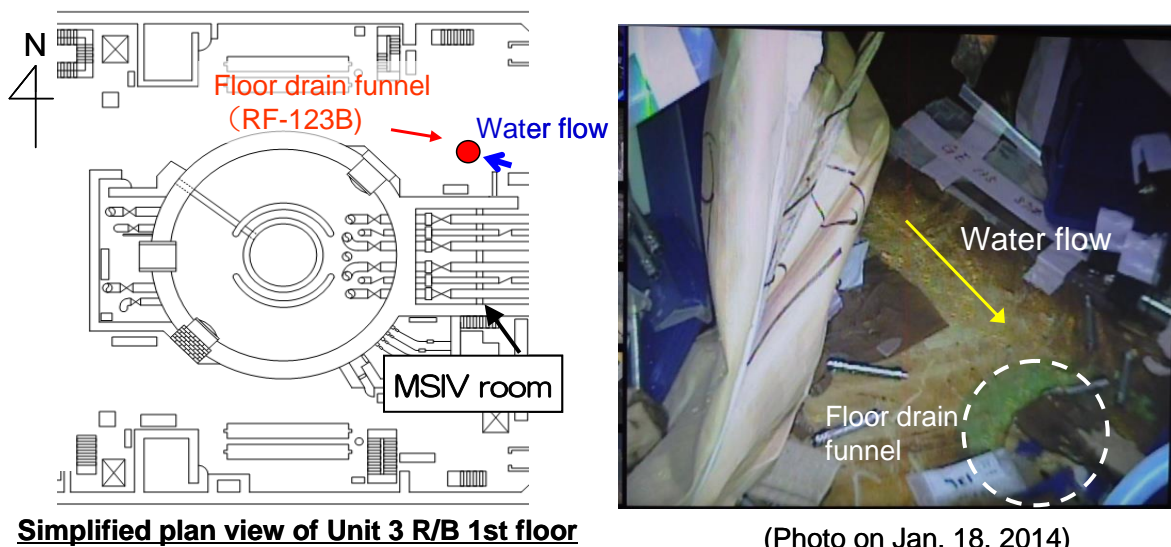 N
Floor drain funnel
（RF-123B)
Water flow
MSIV room
Simplified plan view of Unit 3 R/B 1st floor
Water flow
Floor drain
funnel
(Photo on Jan. 18, 2014)